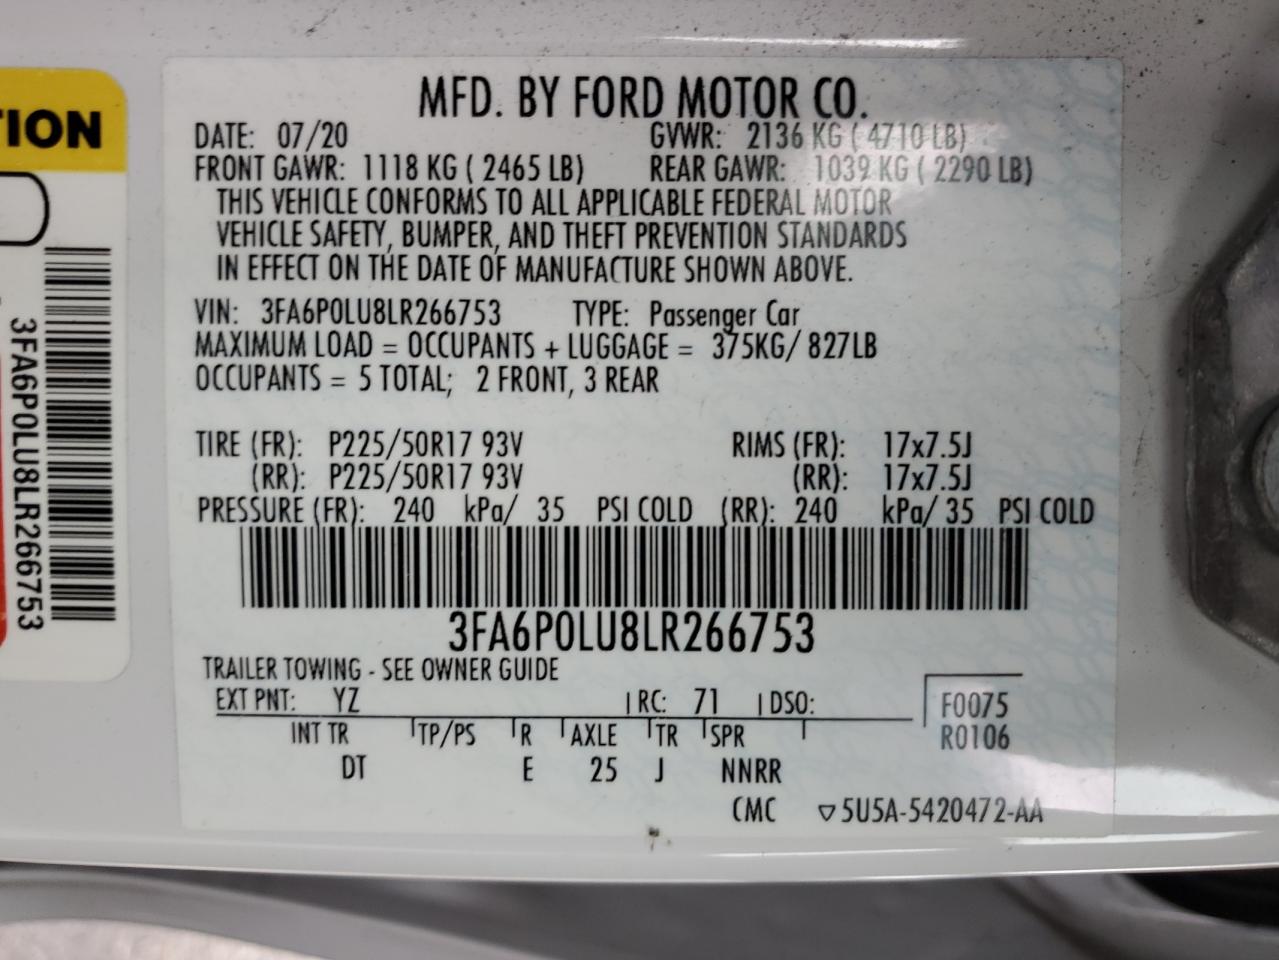 TION
3FA6P0LU8LR266753
MFD. BY FORD MOTOR CO.
DATE: 07/20 GVWR: 2136 KG ( 4710 LB)
FRONT GAWR: 1118 KG ( 2465 LB) REAR GAWR: 1039 KG ( 2290 LB)
THIS VEHICLE CONFORMS TO ALL APPLICABLE FEDERAL MOTOR
VEHICLE SAFETY, BUMPER, AND THEFT PREVENTION STANDARDS
IN EFFECT ON THE DATE OF MANUFACTURE SHOWN ABOVE.
VIN: 3FA6P0LU8LR266753 TYPE: Passenger Car
MAXIMUM LOAD = OCCUPANTS + LUGGAGE = 375KG/ 827LB
OCCUPANTS = 5 TOTAL; 2 FRONT, 3 REAR
TIRE (FR): P225/50R17 93V RIMS (FR): 17x7.5J
(RR): P225/50R17 93V (RR): 17x7.5J
PRESSURE (FR): 240 kPa/ 35 PSI COLD (RR): 240 kPa/ 35 PSI COLD
3FA6P0LU8LR266753
TRAILER TOWING - SEE OWNER GUIDE
EXT PNT: YZ RC: 71 DSO: F0075
INT TR TP/PS R AXLE TR SPR R0106
DT E 25 J NNRR
CMC ▽5U5A-5420472-AA